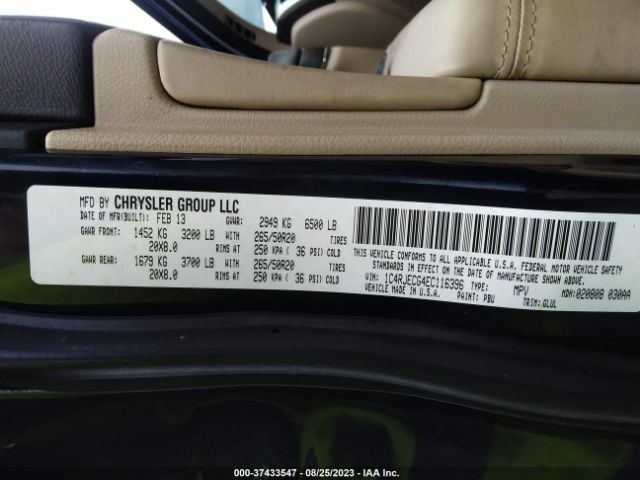 MFD BY CHRYSLER GROUP LLC
DATE OF MFR(BUILT): FEB 13 GVWR: 2949 KG 6500 LB
GAWR FRONT: 1452 KG 3200 LB WITH 265/50R20 TIRES
20X8.0 RIMS AT 250 KPA ( 36 PSI) COLD
GAWR REAR: 1679 KG 3700 LB WITH 265/50R20 TIRES
20X8.0 RIMS AT 250 KPA ( 36 PSI) COLD
THIS VEHICLE CONFORMS TO ALL APPLICABLE U.S.A. FEDERAL MOTOR VEHICLE SAFETY
STANDARDS IN EFFECT ON THE DATE OF MANUFACTURE SHOWN ABOVE.
VIN: 1C4RJECG4EC116396 TYPE: MPV MDH:020808 030AA
VEHICLE MADE IN U.S.A. PAINT: PBU TRIM: GLUL
000-37433547 - 08/25/2023 - IAA Inc.